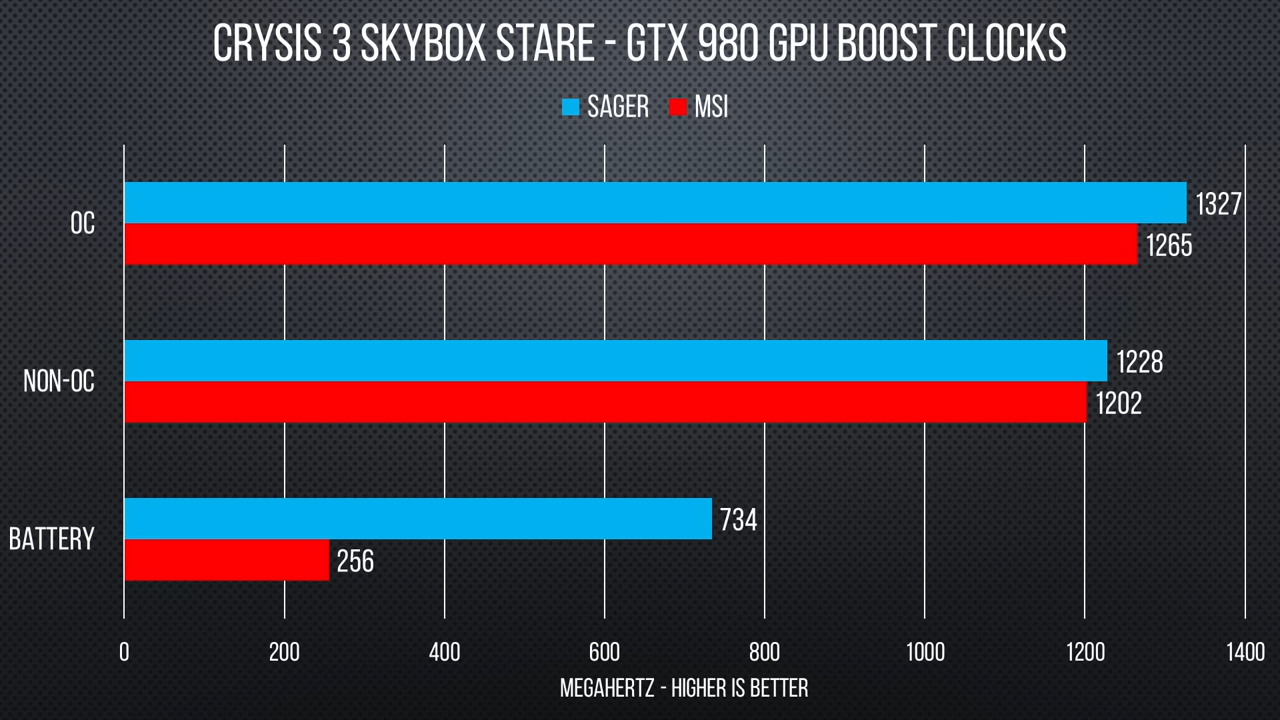 CRYSIS 3 SKYBOX STARE - GTX 980 GPU BOOST CLOCKS
SAGER MSI
OC
1327
1265
NON-OC
1228
1202
BATTERY
734
256
0 200 400 600 800 1000 1200 1400
MEGAHERTZ - HIGHER IS BETTER